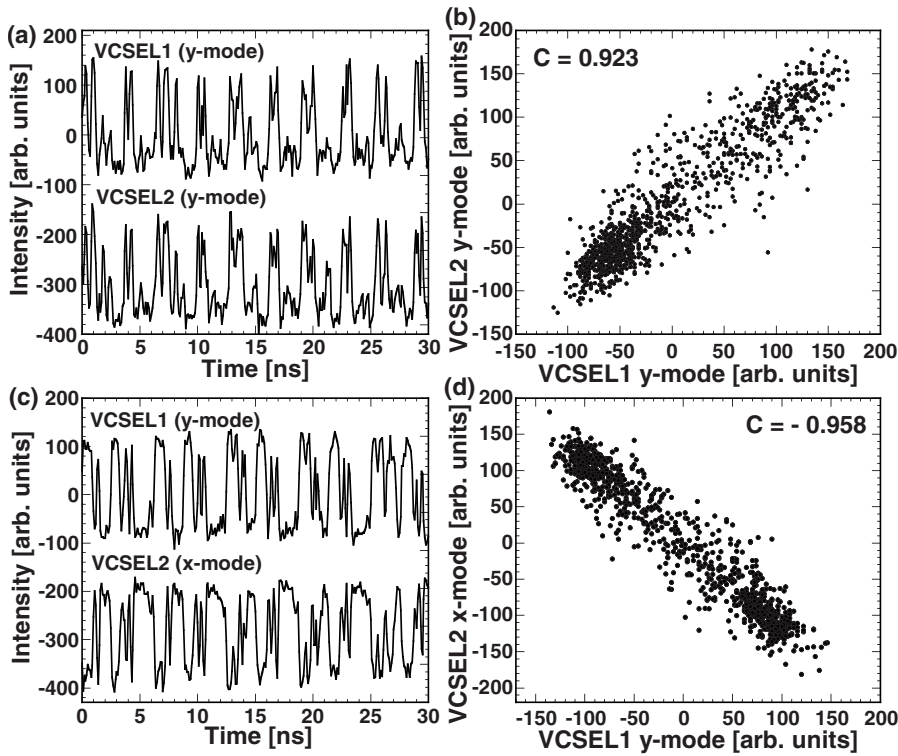 (a)
VCSEL1 (y-mode)
VCSEL2 (y-mode)
Intensity [arb. units]
200
100
0
-100
-200
-300
-400
0 5 10 15 20 25 30
Time [ns]
(b)
C = 0.923
VCSEL2 y-mode [arb. units]
200
150
100
50
0
-50
-100
-150
-150 -100 -50 0 50 100 150 200
VCSEL1 y-mode [arb. units]
(c)
VCSEL1 (y-mode)
VCSEL2 (x-mode)
Intensity [arb. units]
200
100
0
-100
-200
-300
-400
0 5 10 15 20 25 30
Time [ns]
(d)
C = - 0.958
VCSEL2 x-mode [arb. units]
200
150
100
50
0
-50
-100
-150
-200
-150 -100 -50 0 50 100 150 200
VCSEL1 y-mode [arb. units]